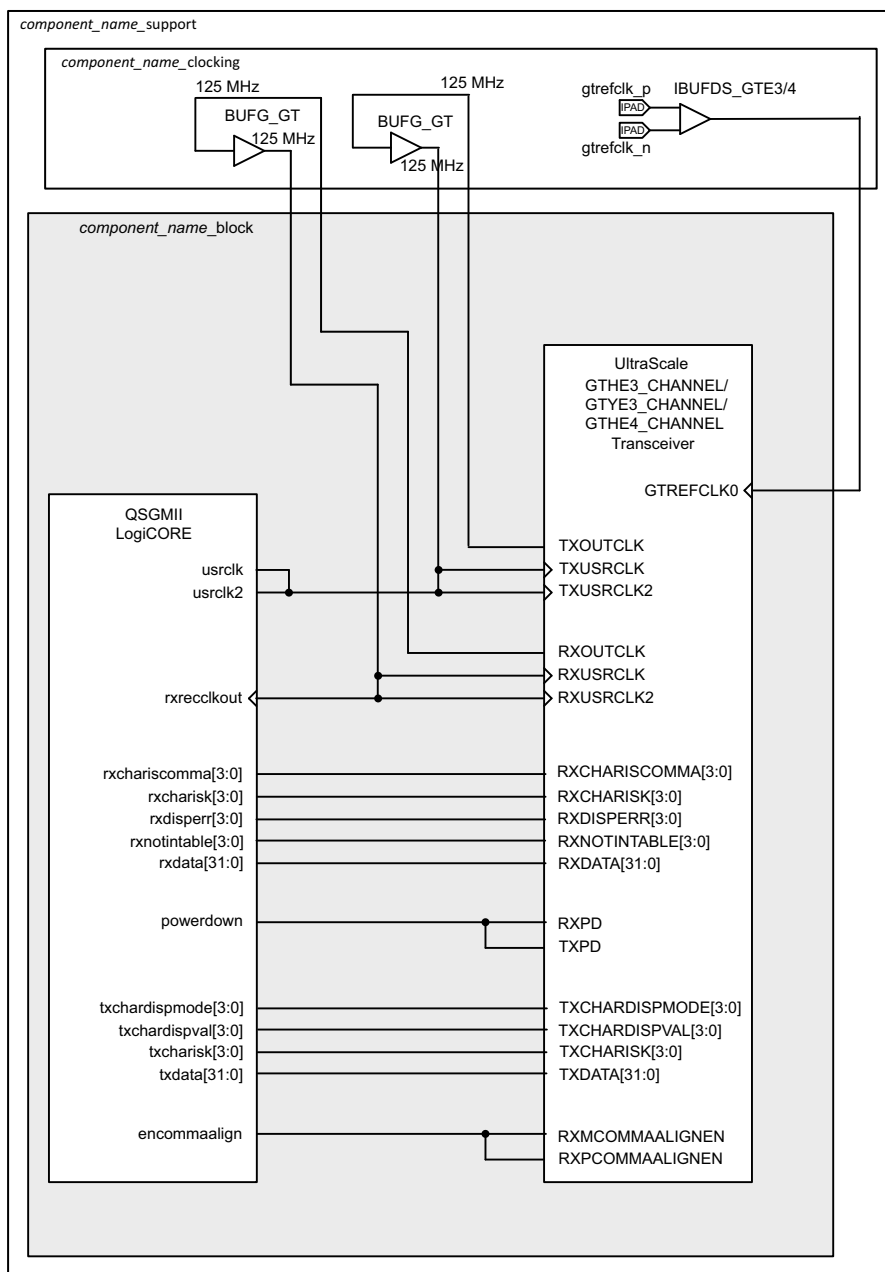 component_name_support
component_name_clocking
125 MHz
BUFG_GT
125 MHz
125 MHz
BUFG_GT
125 MHz
gtrefclk_p
IBUFDS_GTE3/4
IPAD
IPAD
gtrefclk_n
component_name_block
UltraScale
GTHE3_CHANNEL/
GTYE3_CHANNEL/
GTHE4_CHANNEL
Transceiver
GTREFCLK0
QSGMII
LogiCORE
usrclk
usrclk2
TXOUTCLK
TXUSRCLK
TXUSRCLK2
RXOUTCLK
RXUSRCLK
rxrecclkout
RXUSRCLK2
rxchariscomma[3:0]
RXCHARISCOMMA[3:0]
rxcharisk[3:0]
RXCHARISK[3:0]
rxdisperr[3:0]
RXDISPERR[3:0]
rxnotintable[3:0]
RXNOTINTABLE[3:0]
rxdata[31:0]
RXDATA[31:0]
powerdown
RXPD
TXPD
txchardispmode[3:0]
TXCHARDISPMODE[3:0]
txchardispval[3:0]
TXCHARDISPVAL[3:0]
txcharisk[3:0]
TXCHARISK[3:0]
txdata[31:0]
TXDATA[31:0]
encommaalign
RXMCOMMAALIGNEN
RXPCOMMAALIGNEN